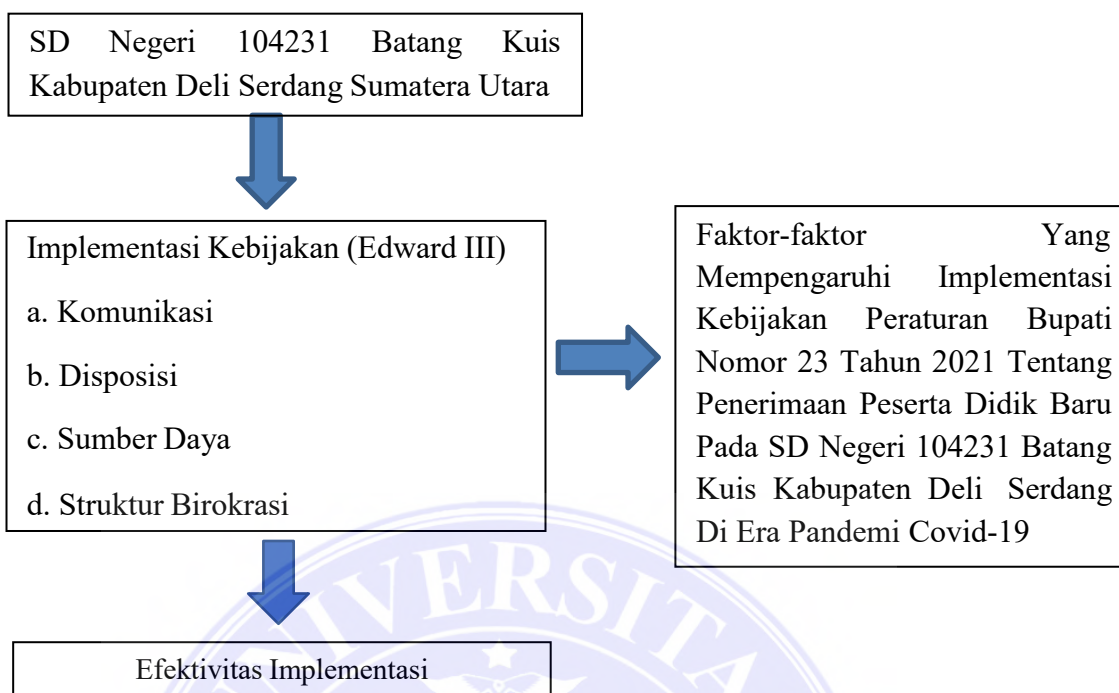 SD Negeri 104231 Batang Kuis
Kabupaten Deli Serdang Sumatera Utara
Implementasi Kebijakan (Edward III)
a. Komunikasi
b. Disposisi
c. Sumber Daya
d. Struktur Birokrasi
Faktor-faktor Yang
Mempengaruhi Implementasi
Kebijakan Peraturan Bupati
Nomor 23 Tahun 2021 Tentang
Penerimaan Peserta Didik Baru
Pada SD Negeri 104231 Batang
Kuis Kabupaten Deli Serdang
Di Era Pandemi Covid-19
Efektivitas Implementasi
UNIVERSITA